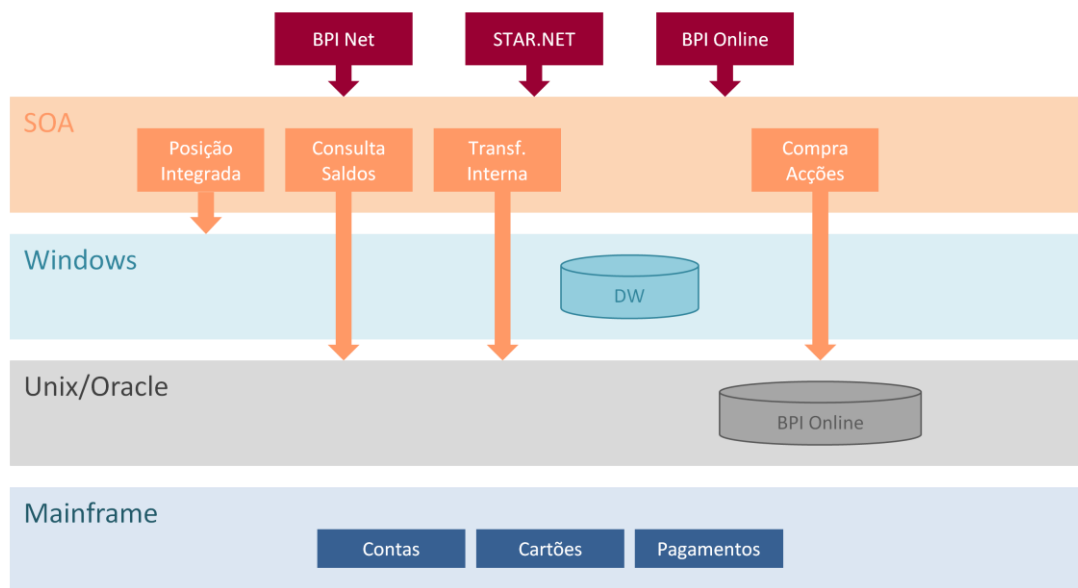 BPI Net
STAR.NET
BPI Online
SOA
Posição
Integrada
Consulta
Saldos
Transf.
Interna
Compra
Acções
Windows
DW
Unix/Oracle
BPI Online
Mainframe
Contas
Cartões
Pagamentos